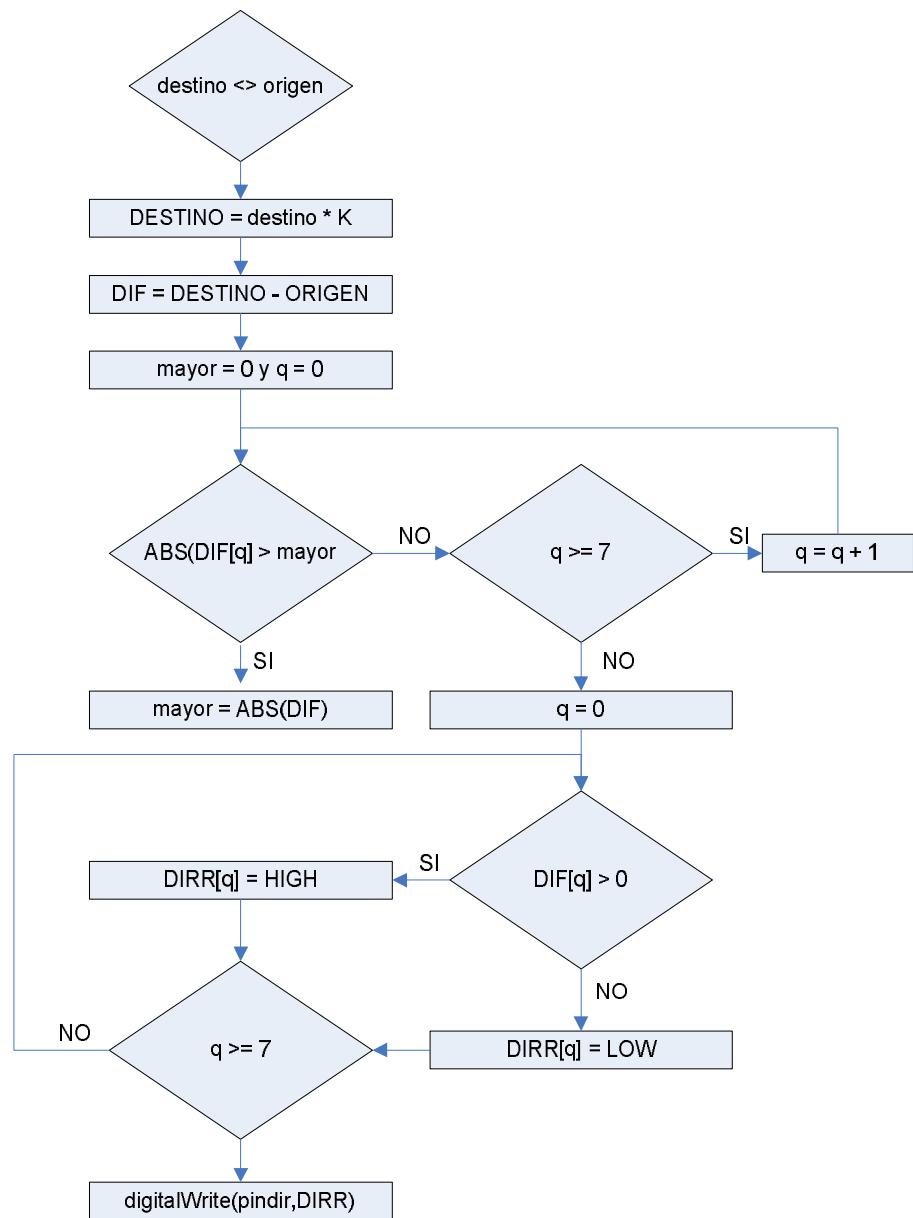 destino <> origen
DESTINO = destino * K
DIF = DESTINO - ORIGEN
mayor = 0 y q = 0
ABS(DIF[q] > mayor
NO
q >= 7
SI
q = q + 1
SI
NO
mayor = ABS(DIF)
q = 0
DIF[q] > 0
SI
DIRR[q] = HIGH
NO
DIRR[q] = LOW
q >= 7
NO
digitalWrite(pindir,DIRR)